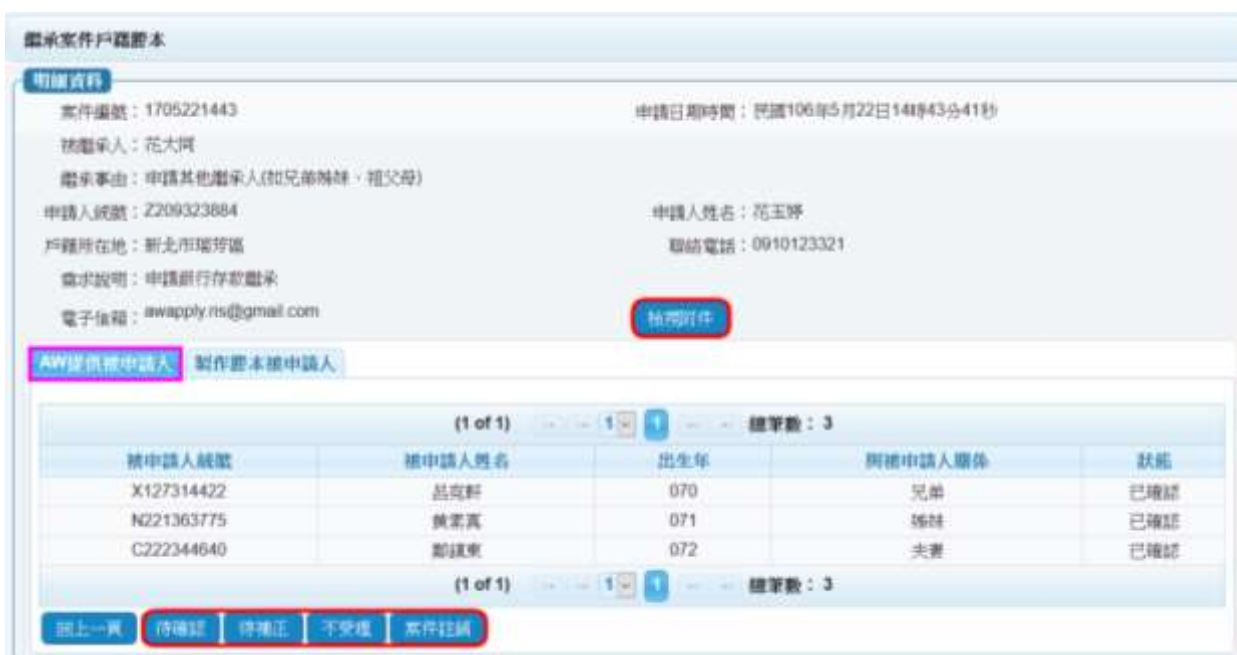 繼承案件戶籍謄本
明細資料
案件編號：1705221443 申請日期時間：民國106年5月22日14時43分41秒
被繼承人：花大同
繼承事由：申請其他繼承人(如兄弟姊妹、祖父母)
申請人統號：Z209323884 申請人姓名：花玉婷
戶籍所在地：新北市瑞芳區 聯絡電話：0910123321
需求說明：申請銀行存款繼承
電子信箱：awapply.ris@gmail.com 檢視附件
AW提供被申請人 製作謄本被申請人
(1 of 1) 1 1 總筆數：3
被申請人統號 被申請人姓名 出生年 與被申請人關係 狀態
X127314422 呂克軒 070 兄弟 已確認
N221363775 黃素真 071 姊妹 已確認
C222344640 072 夫妻 已確認
(1 of 1) 1 1 總筆數：3
回上一頁 待確認 待補正 不受理 案件註銷